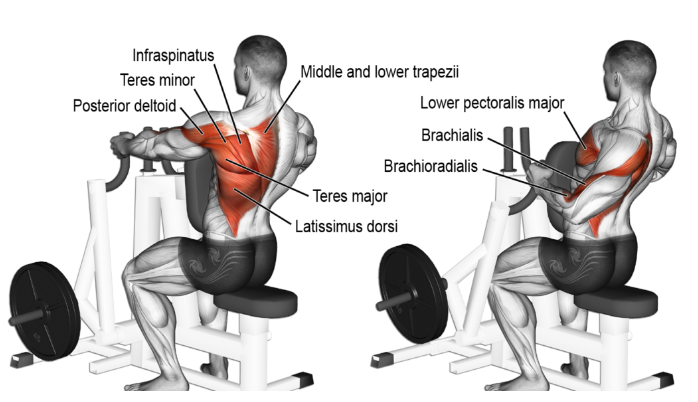 Infraspinatus
Teres minor
Posterior deltoid
Middle and lower trapezii
Teres major
Latissimus dorsi
Lower pectoralis major
Brachialis
Brachioradialis